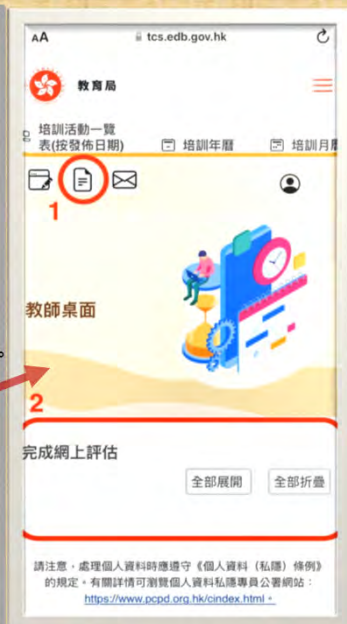 AA tcs.edb.gov.hk
教育局
培訓活動一覽
表(按發佈日期) 培訓年曆 培訓月曆
1
教師桌面
。
2
完成網上評估
全部展開 全部折疊
請注意，處理個人資料時應遵守《個人資料（私隱）條例》
的規定。有關詳情可瀏覽個人資料私隱專員公署網站：
https://www.pcpd.org.hk/cindex.html。